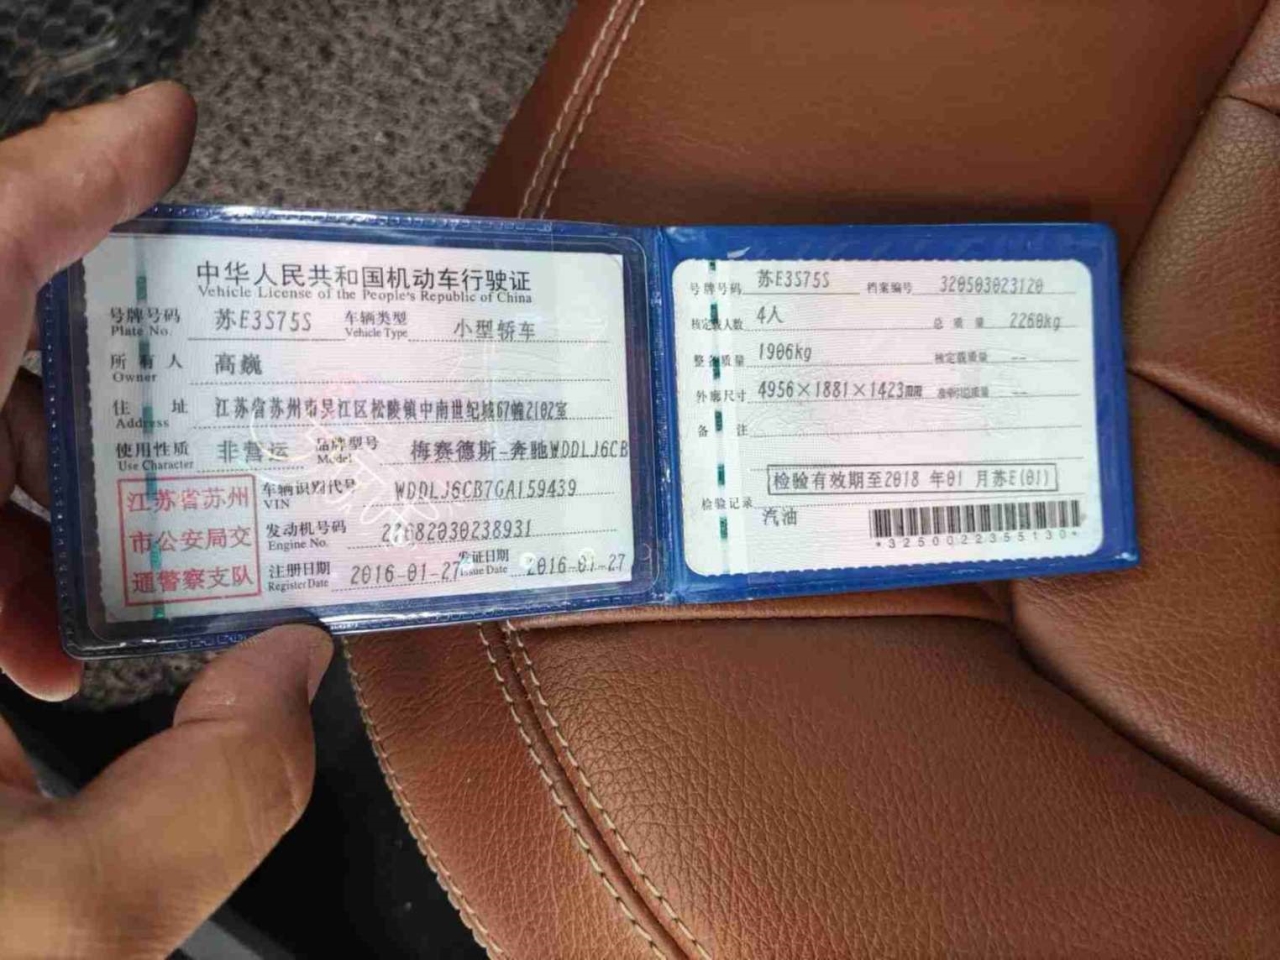 中华人民共和国机动车行驶证
Vehicle License of the People's Republic of China
号牌号码 苏E3S75S 车辆类型 小型轿车
Plate No. Vehicle Type
所有人 高巍
Owner
住址 江苏省苏州市吴江区松陵镇中南世纪城67幢2102室
Address
使用性质 非营运 品牌型号 梅赛德斯-奔驰WDDLJ6CB
Use Character Model
江苏省苏州
市公安局交
通警察支队
车辆识别代号 WDDLJ6CB7GA159439
VIN
发动机号码 27682030238931
Engine No.
注册日期 2016-01-27 发证日期 2016-01-27
Register Date Issue Date
号牌号码 苏E3S75S 档案编号 320503023120
核定载人数 4人 总质量 2260kg
整备质量 1906kg 核定载质量 --
外廓尺寸 4956×1881×1423 --
备注
检验有效期至2018年01月苏E(01)
检验记录
汽油
*3250022355130*